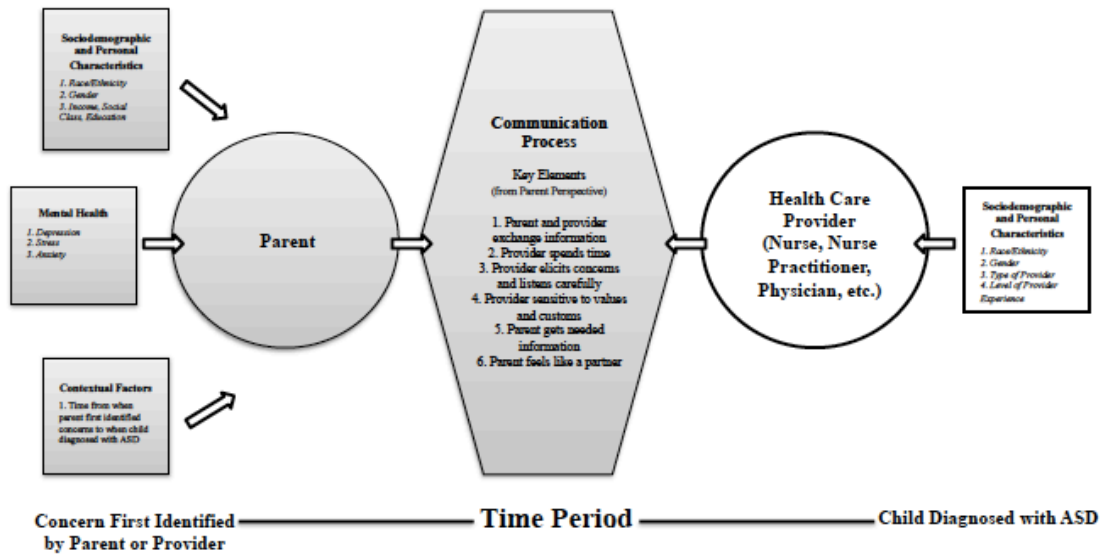 Sociodemographic
and Personal
Characteristics
1. Race/Ethnicity
2. Gender
3. Income, Social
Class, Education
Mental Health
1. Depression
2. Stress
3. Anxiety
Contextual Factors
1. Time from when
parent first identified
concerns to when child
diagnosed with ASD
Parent
Communication
Process
Key Elements
(from Parent Perspective)
1. Parent and provider
exchange information
2. Provider spends time
3. Provider elicits concerns
and listens carefully
4. Provider sensitive to values
and customs
5. Parent gets needed
information
6. Parent feels like a partner
Health Care
Provider
(Nurse, Nurse
Practitioner,
Physician, etc.)
Sociodemographic
and Personal
Characteristics
1. Race/Ethnicity
2. Gender
3. Type of Provider
4. Level of Provider
Experience
Concern First Identified
by Parent or Provider
Time Period
Child Diagnosed with ASD